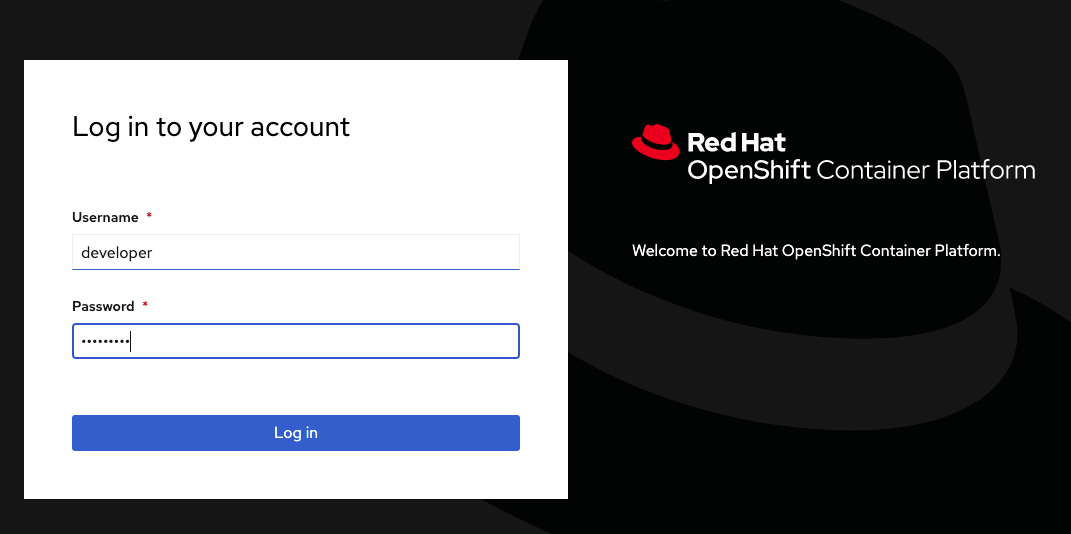 Log in to your account
Username *
developer
Password *
•••••••••
Log in
Red Hat
OpenShift Container Platform
Welcome to Red Hat OpenShift Container Platform.